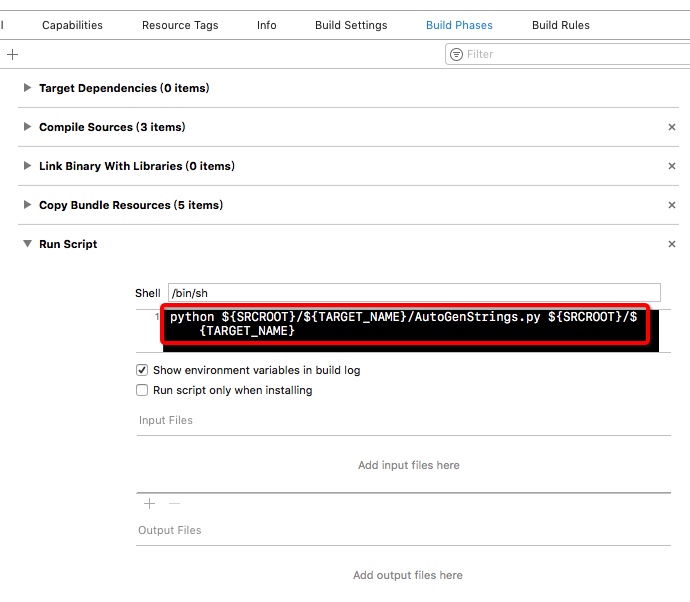 Capabilities Resource Tags Info Build Settings Build Phases Build Rules
Filter
Target Dependencies (0 items)
Compile Sources (3 items)
Link Binary With Libraries (0 items)
Copy Bundle Resources (5 items)
Run Script
Shell /bin/sh
1 python ${SRCROOT}/${TARGET_NAME}/AutoGenStrings.py ${SRCROOT}/$
{TARGET_NAME}
Show environment variables in build log
Run script only when installing
Input Files
Add input files here
Output Files
Add output files here